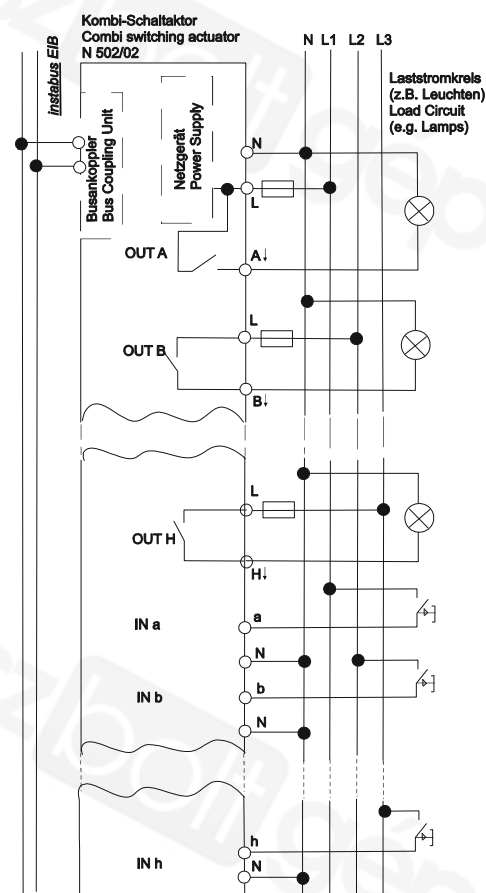 Kombi-Schaltaktor
Combi switching actuator
N 502/02
N L1 L2 L3
instabus EIB
Laststromkreis
(z.B. Leuchten)
Load Circuit
(e.g. Lamps)
Busankoppler
Bus Coupling Unit
Netzgerät
Power Supply
N
L
OUT A
A↓
L
OUT B
B↓
L
OUT H
H↓
IN a
a
N
IN b
b
N
h
IN h
N